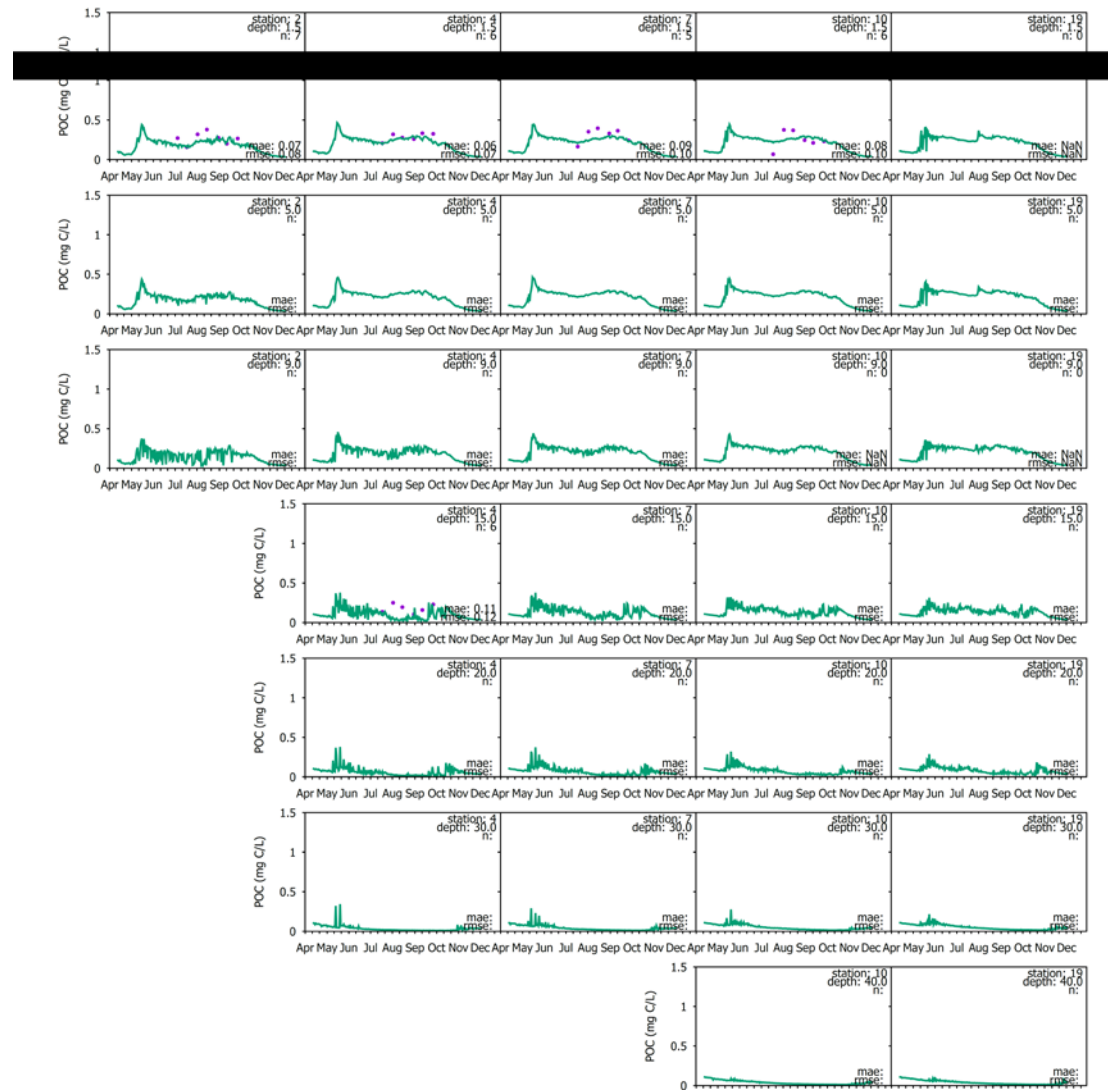 1.5
station: 2
depth: 1.5
n: 7
station: 4
depth: 1.5
n: 6
station: 7
depth: 1.5
n: 5
station: 10
depth: 1.5
n: 6
station: 19
depth: 1.5
n: 0
POC (mg C/L)
1
0.5
0
mae: 0.07
rmse: 0.08
mae: 0.06
rmse: 0.07
mae: 0.09
rmse: 0.10
mae: 0.08
rmse: 0.10
mae: NaN
rmse: NaN
Apr May Jun Jul Aug Sep Oct Nov Dec
Apr May Jun Jul Aug Sep Oct Nov Dec
Apr May Jun Jul Aug Sep Oct Nov Dec
Apr May Jun Jul Aug Sep Oct Nov Dec
Apr May Jun Jul Aug Sep Oct Nov Dec
1.5
station: 2
depth: 5.0
n:
station: 4
depth: 5.0
n:
station: 7
depth: 5.0
n:
station: 10
depth: 5.0
n:
station: 19
depth: 5.0
n:
POC (mg C/L)
1
0.5
0
mae:
rmse:
mae:
rmse:
mae:
rmse:
mae:
rmse:
mae:
rmse:
Apr May Jun Jul Aug Sep Oct Nov Dec
Apr May Jun Jul Aug Sep Oct Nov Dec
Apr May Jun Jul Aug Sep Oct Nov Dec
Apr May Jun Jul Aug Sep Oct Nov Dec
Apr May Jun Jul Aug Sep Oct Nov Dec
1.5
station: 2
depth: 9.0
n:
station: 4
depth: 9.0
n:
station: 7
depth: 9.0
n:
station: 10
depth: 9.0
n: 0
station: 19
depth: 9.0
n: 0
POC (mg C/L)
1
0.5
0
mae:
rmse:
mae:
rmse:
mae:
rmse:
mae: NaN
rmse: NaN
mae: NaN
rmse: NaN
Apr May Jun Jul Aug Sep Oct Nov Dec
Apr May Jun Jul Aug Sep Oct Nov Dec
Apr May Jun Jul Aug Sep Oct Nov Dec
Apr May Jun Jul Aug Sep Oct Nov Dec
Apr May Jun Jul Aug Sep Oct Nov Dec
1.5
station: 4
depth: 15.0
n: 6
station: 7
depth: 15.0
n:
station: 10
depth: 15.0
n:
station: 19
depth: 15.0
n:
POC (mg C/L)
1
0.5
0
mae: 0.11
rmse: 0.12
mae:
rmse:
mae:
rmse:
mae:
rmse:
Apr May Jun Jul Aug Sep Oct Nov Dec
Apr May Jun Jul Aug Sep Oct Nov Dec
Apr May Jun Jul Aug Sep Oct Nov Dec
Apr May Jun Jul Aug Sep Oct Nov Dec
1.5
station: 4
depth: 20.0
n:
station: 7
depth: 20.0
n:
station: 10
depth: 20.0
n:
station: 19
depth: 20.0
n:
POC (mg C/L)
1
0.5
0
mae:
rmse:
mae:
rmse:
mae:
rmse:
mae:
rmse:
Apr May Jun Jul Aug Sep Oct Nov Dec
Apr May Jun Jul Aug Sep Oct Nov Dec
Apr May Jun Jul Aug Sep Oct Nov Dec
Apr May Jun Jul Aug Sep Oct Nov Dec
1.5
station: 4
depth: 30.0
n:
station: 7
depth: 30.0
n:
station: 10
depth: 30.0
n:
station: 19
depth: 30.0
n:
POC (mg C/L)
1
0.5
0
mae:
rmse:
mae:
rmse:
mae:
rmse:
mae:
rmse:
Apr May Jun Jul Aug Sep Oct Nov Dec
Apr May Jun Jul Aug Sep Oct Nov Dec
Apr May Jun Jul Aug Sep Oct Nov Dec
Apr May Jun Jul Aug Sep Oct Nov Dec
1.5
station: 10
depth: 40.0
n:
station: 19
depth: 40.0
n:
POC (mg C/L)
1
0.5
0
mae:
rmse:
mae:
rmse: